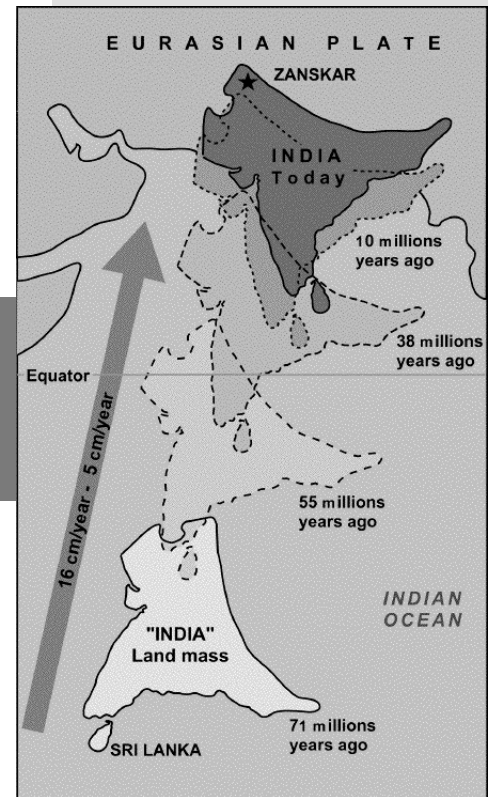 EURASIAN PLATE
ZANSKAR
INDIA
Today
10 millions
years ago
38 millions
years ago
Equator
16 cm/year - 5 cm/year
55 millions
years ago
INDIAN
OCEAN
"INDIA"
Land mass
71 millions
years ago
SRI LANKA